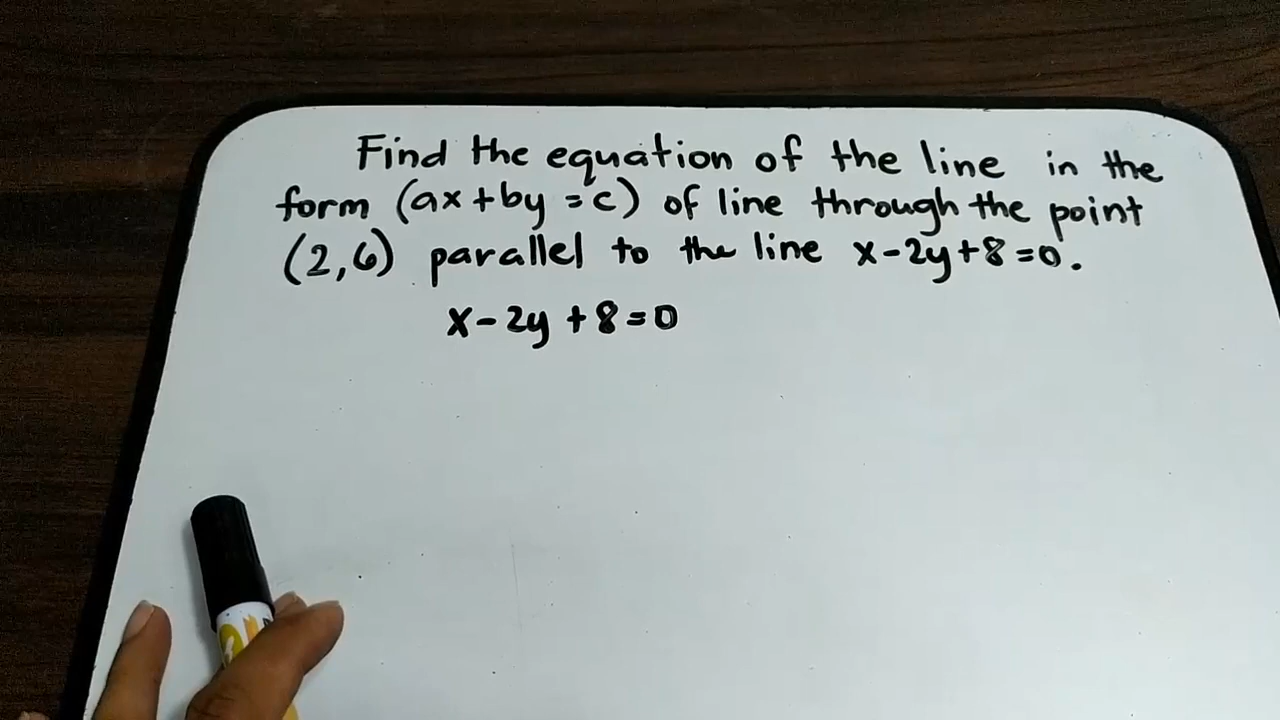 Find the equation of the line in the
form (ax+by=c) of line through the point
(2,6) parallel to the line x-2y+8=0.
x-2y+8=0